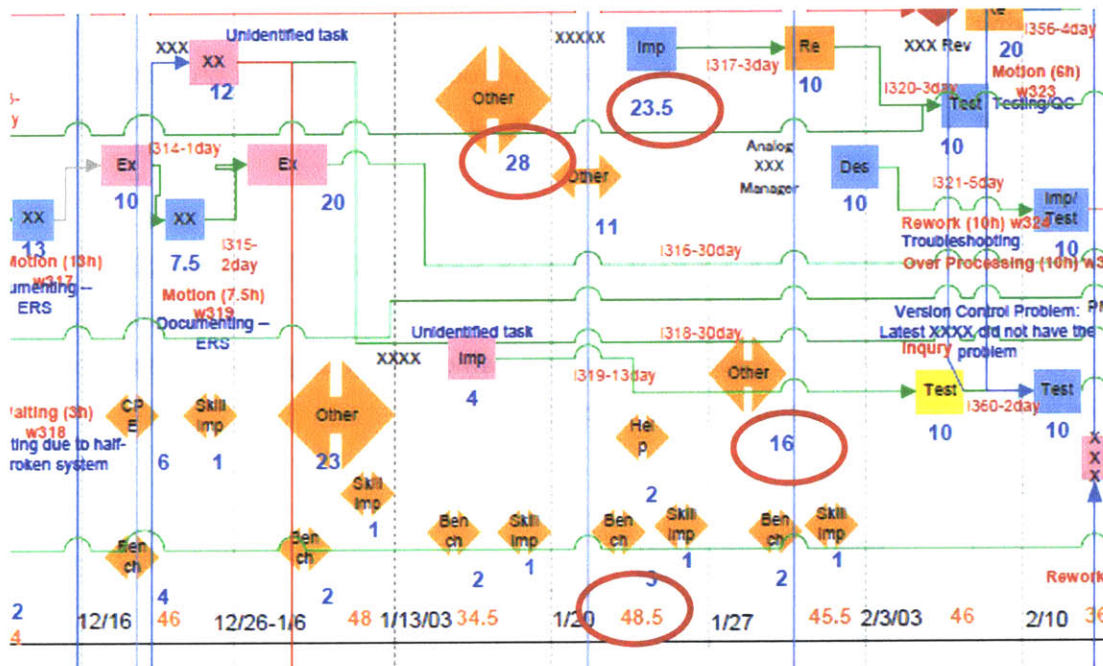 XXX
Unidentified task
XX
12
Other
28
XXXXX
Imp
23.5
I317-3day
Re
10
XXX Rev
20
I356-4day
Motion (6h)
w323
I320-3day
Test
Testing/QC
10
Ex
10
I314-1day
XX
7.5
Ex
20
I315-
2day
Other
11
Analog
XXX
Manager
Des
10
I321-5day
Imp/
Test
10
Rework (10h) w324
Troubleshooting
Over Processing (10h) w3
XX
13
Motion (13h)
w317
umenting –
ERS
Motion (7.5h)
w319
Documenting –
ERS
I316-30day
I318-30day
Version Control Problem:
Latest XXXX did not have the
problem
Inqury
Unidentified task
XXXX
Imp
4
I319-13day
Other
16
Test
10
I360-2day
Test
10
X
X
X
aiting (3h)
w318
ting due to half-
roken system
CP
E
6
Skill
Imp
1
Other
23
Skill
Imp
1
Hel
p
2
Ben
ch
4
Ben
ch
2
Ben
ch
2
Skill
Imp
1
Ben
ch
3
Skill
Imp
1
Ben
ch
2
Skill
Imp
1
Rework
2
4
12/16 46 12/26-1/6 48 1/13/03 34.5 1/20 48.5 1/27 45.5 2/3/03 46 2/10 36